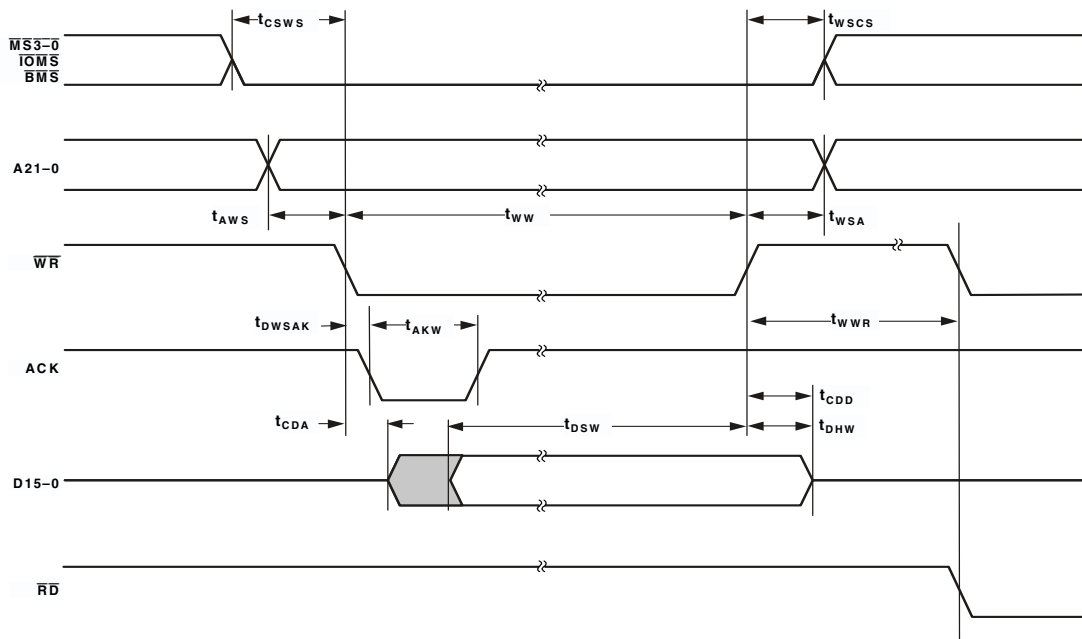 tCSWS
tWSCS
MS3–0
IOMS
BMS
A21–0
tAWS
tWW
tWSA
WR
tDWSAK
tAKW
tWWR
ACK
tCDD
tCDA
tDSW
tDHW
D15–0
RD